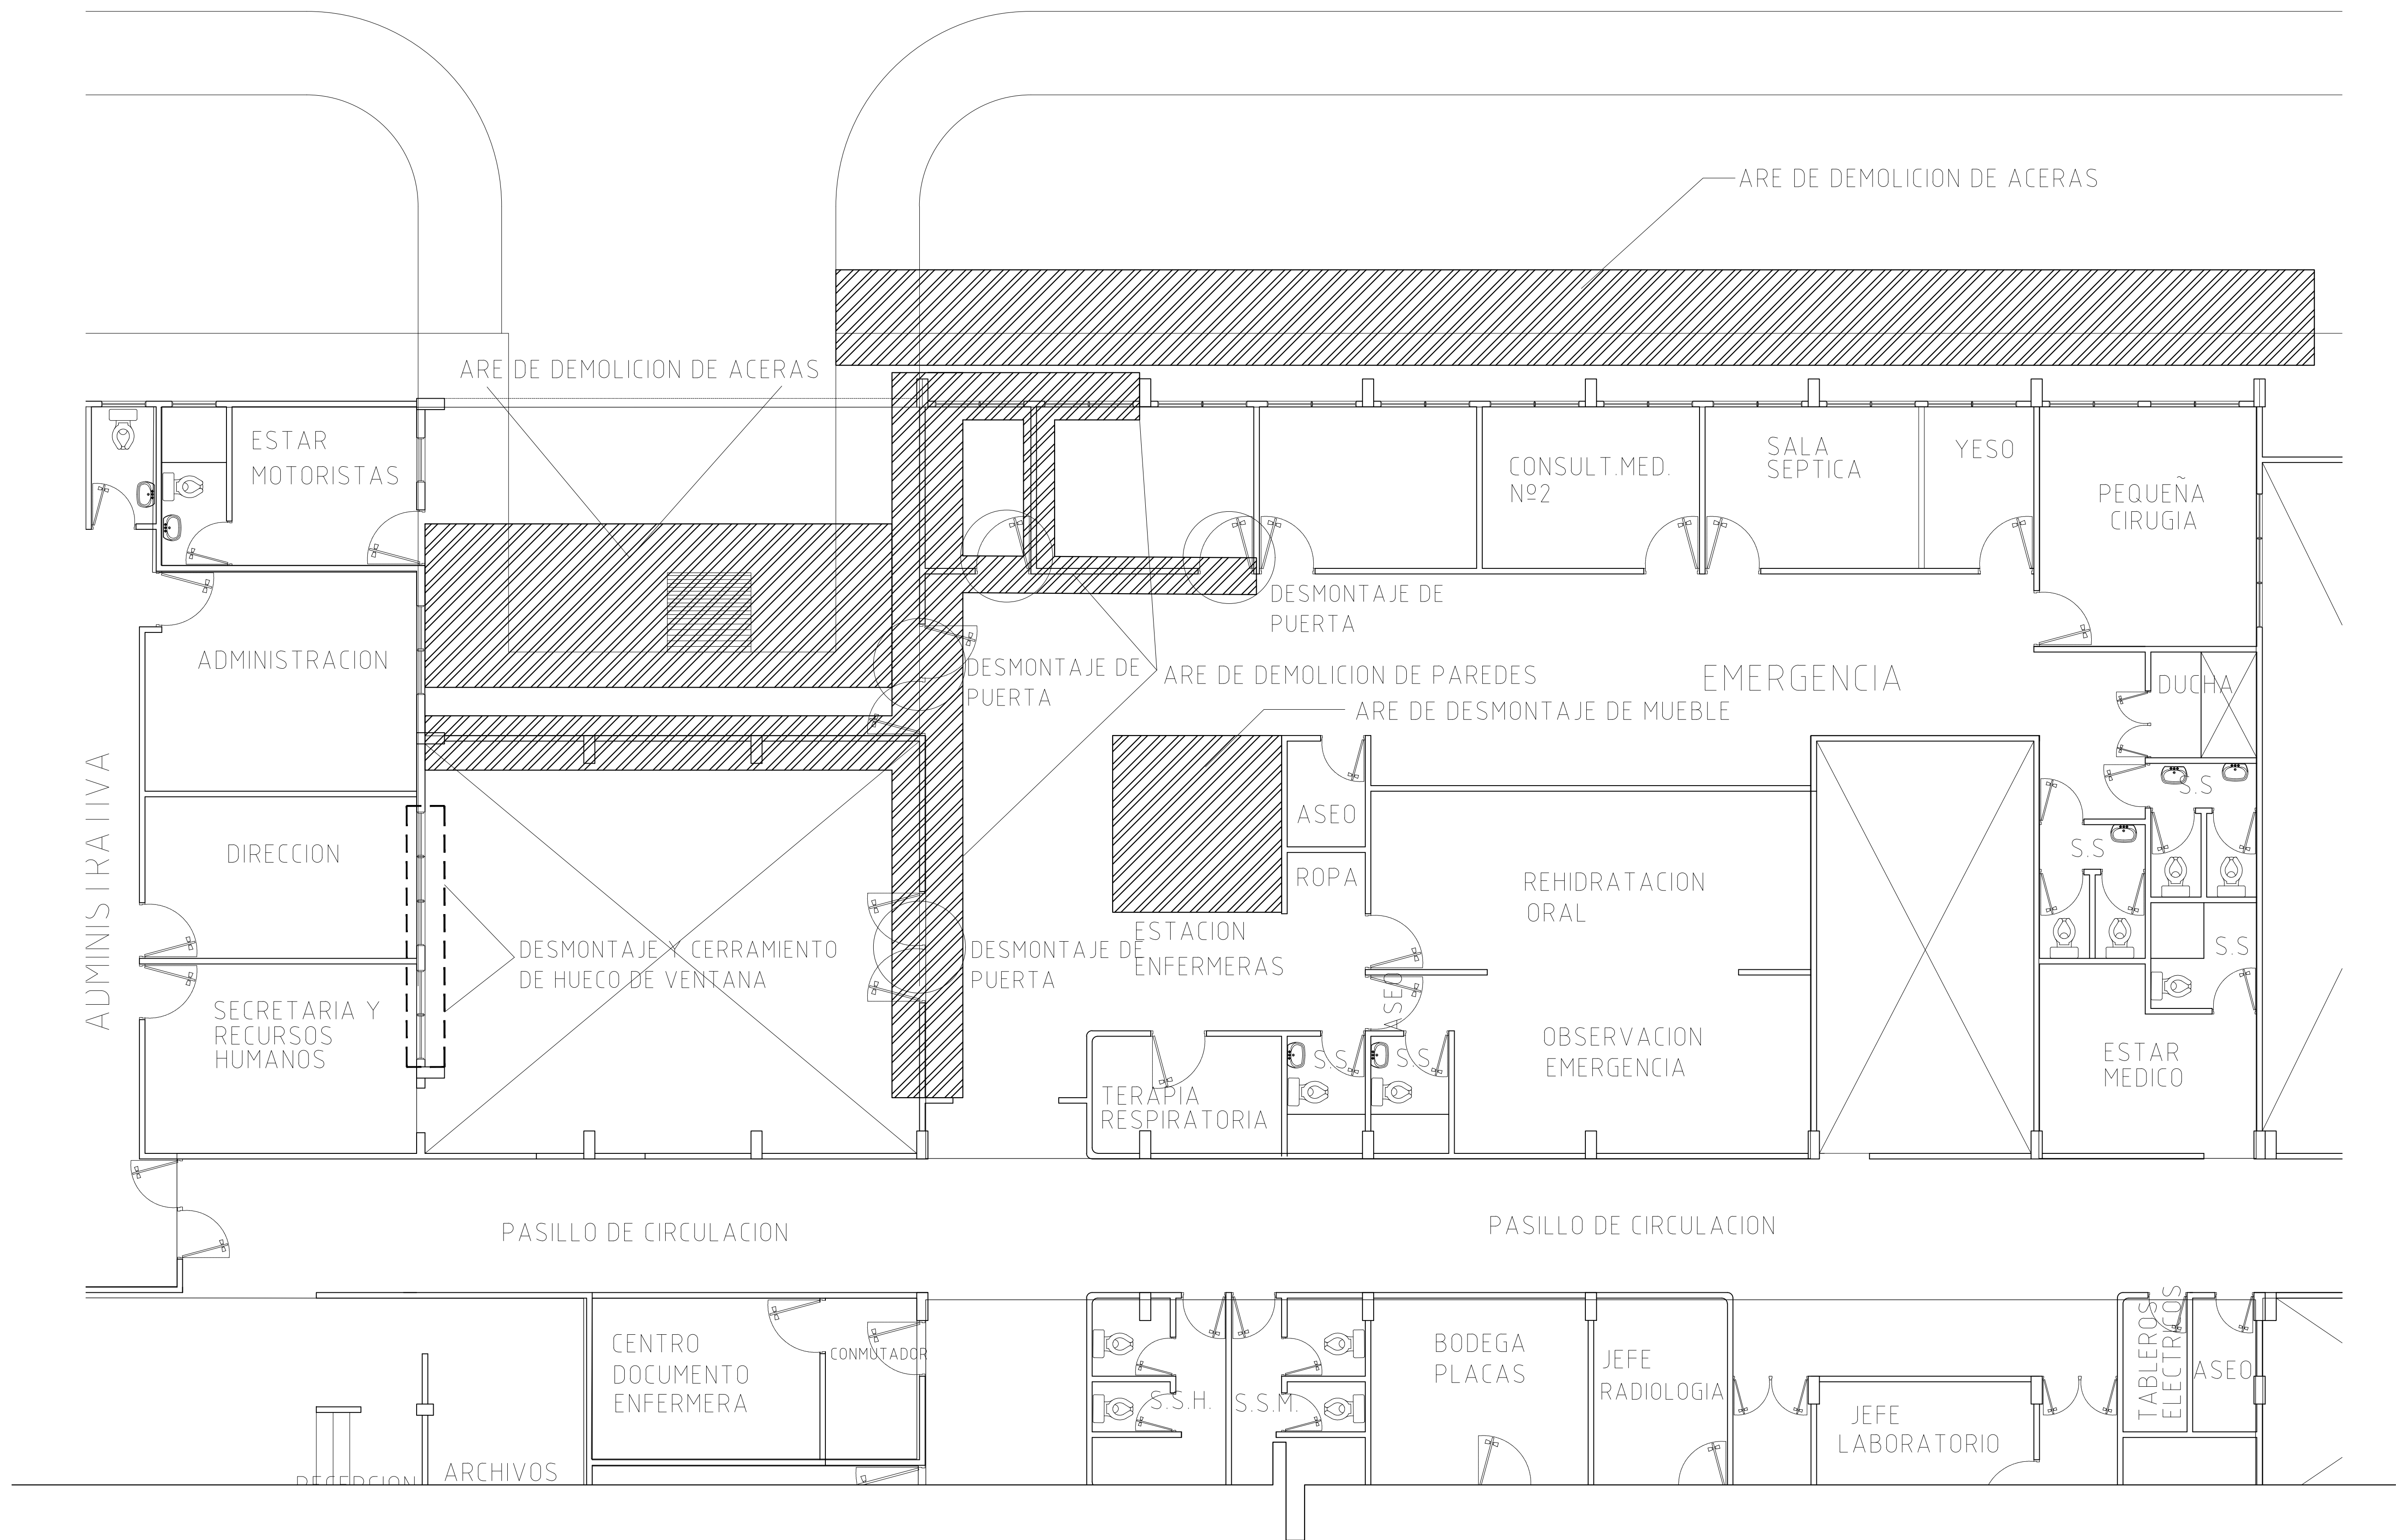 ARE DE DEMOLICION DE ACERAS
ARE DE DEMOLICION DE ACERAS
ESTAR
MOTORISTAS
CONSULT.MED.
Nº2
SALA
SEPTICA
YESO
PEQUEÑA
CIRUGIA
DESMONTAJE DE
PUERTA
ADMINISTRACION
DESMONTAJE DE
PUERTA
ARE DE DEMOLICION DE PAREDES
EMERGENCIA
DUCHA
ARE DE DESMONTAJE DE MUEBLE
ADMINISTRATIVA
S.S
ASEO
DIRECCION
S.S
ROPA
REHIDRATACION
ORAL
DESMONTAJE Y CERRAMIENTO
DE HUECO DE VENTANA
DESMONTAJE DE
PUERTA
ESTACION
ENFERMERAS
S.S
ASEO
SECRETARIA Y
RECURSOS
HUMANOS
OBSERVACION
EMERGENCIA
S.S.
S.S.
ESTAR
MEDICO
TERAPIA
RESPIRATORIA
PASILLO DE CIRCULACION
PASILLO DE CIRCULACION
CENTRO
DOCUMENTO
ENFERMERA
CONMUTADOR
S.S.H.
S.S.M.
BODEGA
PLACAS
JEFE
RADIOLOGIA
JEFE
LABORATORIO
TABLEROS
ELECTRICOS
ASEO
RECEPCION
ARCHIVOS